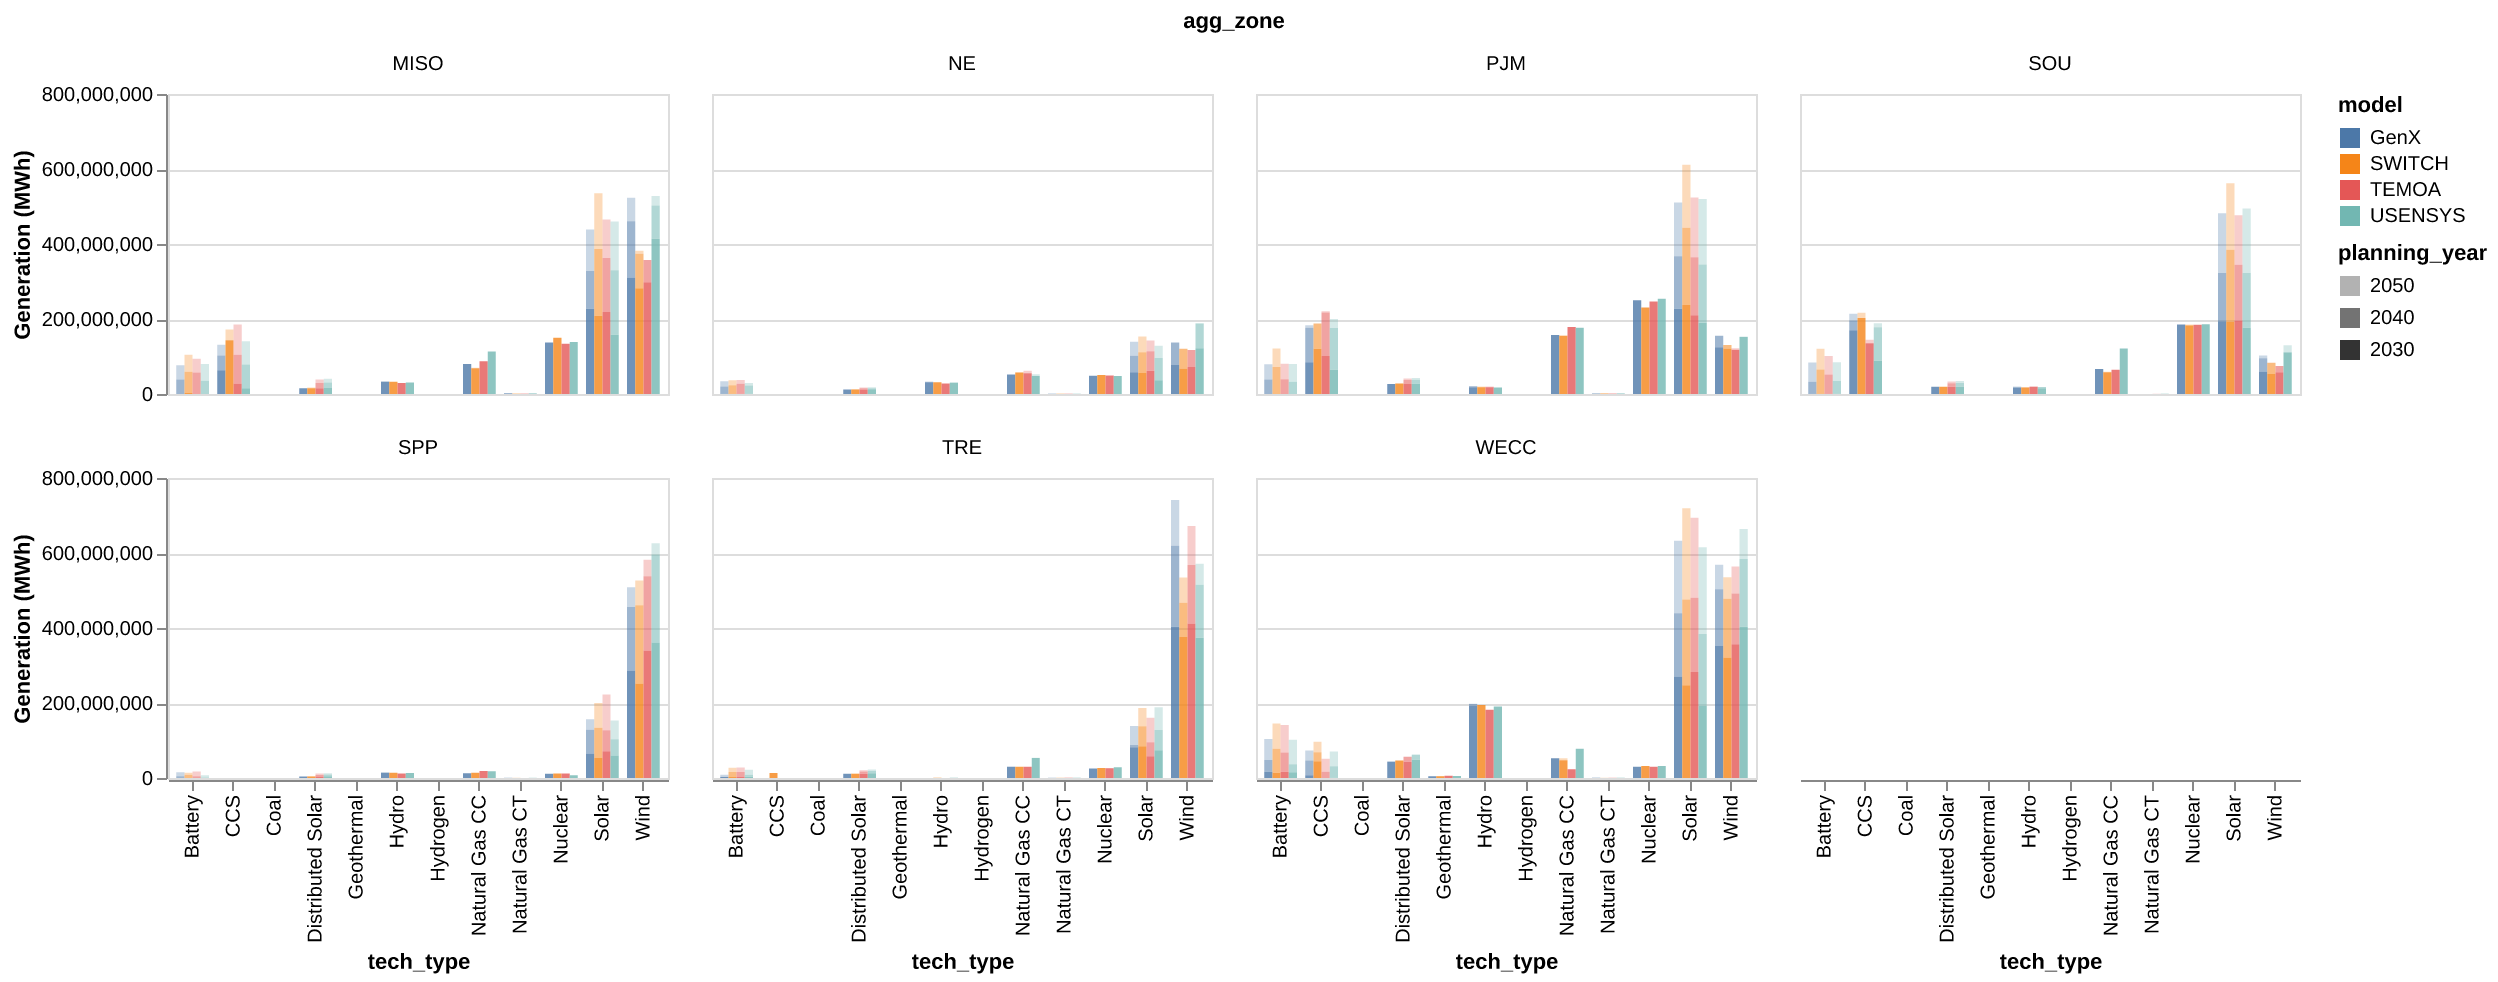 agg_zone
MISO
NE
PJM
SOU
Generation (MWh)
800,000,000
600,000,000
400,000,000
200,000,000
0
model
GenX
SWITCH
TEMOA
USENSYS
planning_year
2050
2040
2030
SPP
TRE
WECC
Generation (MWh)
800,000,000
600,000,000
400,000,000
200,000,000
0
Battery
CCS
Coal
Distributed Solar
Geothermal
Hydro
Hydrogen
Natural Gas CC
Natural Gas CT
Nuclear
Solar
Wind
Battery
CCS
Coal
Distributed Solar
Geothermal
Hydro
Hydrogen
Natural Gas CC
Natural Gas CT
Nuclear
Solar
Wind
Battery
CCS
Coal
Distributed Solar
Geothermal
Hydro
Hydrogen
Natural Gas CC
Natural Gas CT
Nuclear
Solar
Wind
Battery
CCS
Coal
Distributed Solar
Geothermal
Hydro
Hydrogen
Natural Gas CC
Natural Gas CT
Nuclear
Solar
Wind
tech_type
tech_type
tech_type
tech_type